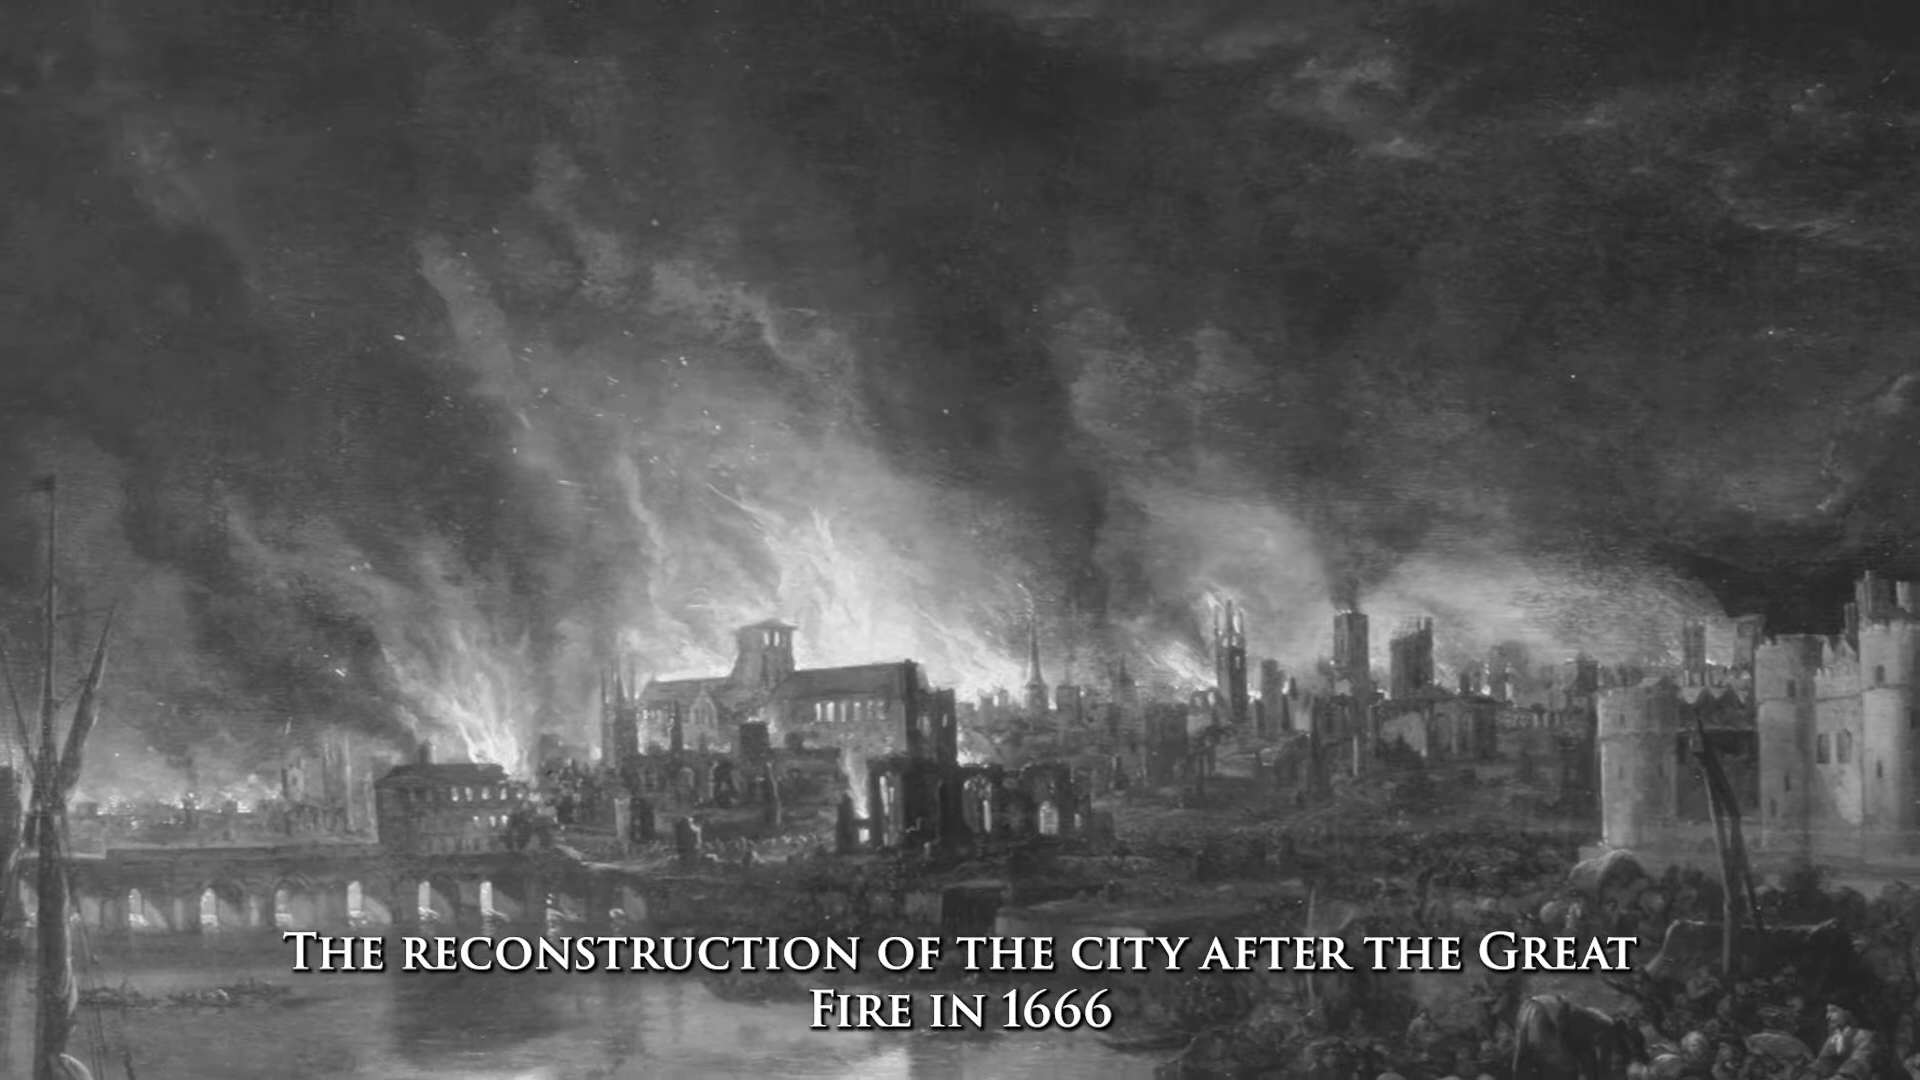 The reconstruction of the city after the Great
Fire in 1666